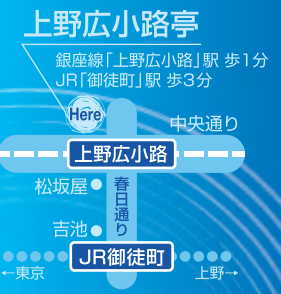 上野広小路亭
銀座線「上野広小路」駅 歩1分
JR「御徒町」駅 歩3分
Here
中央通り
上野広小路
松坂屋
春日通り
吉池
JR御徒町
←東京
上野→